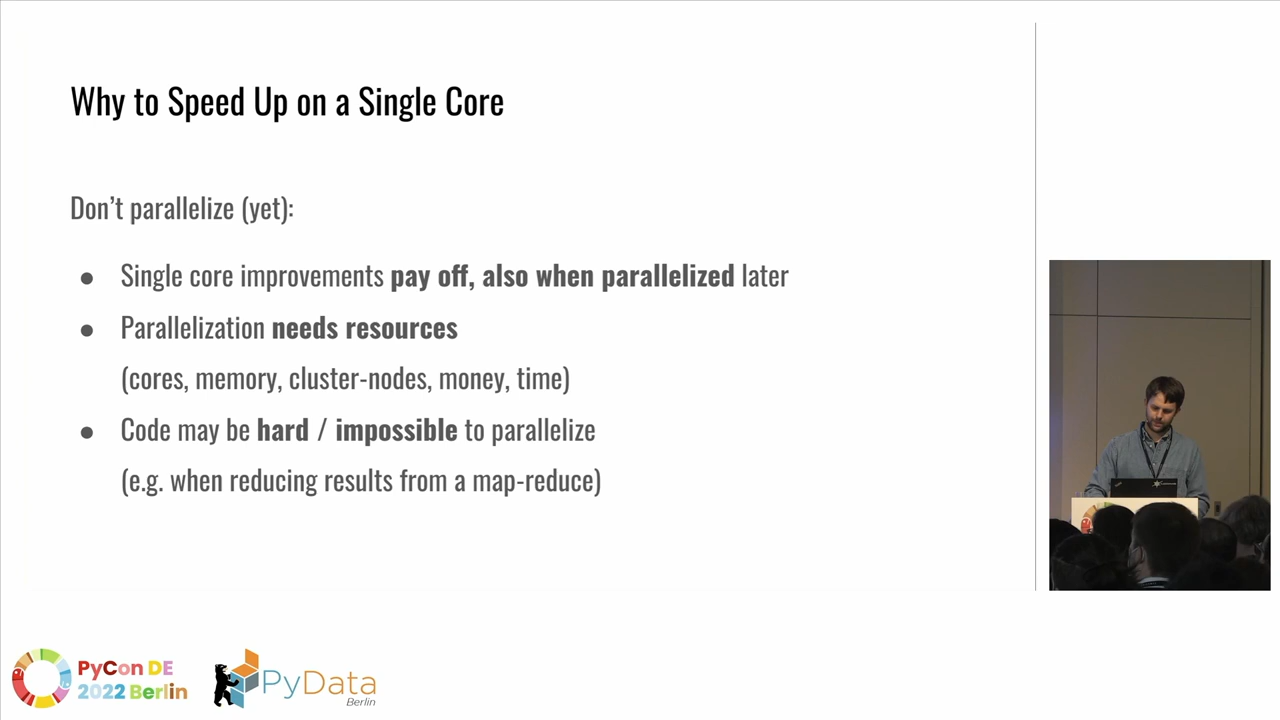 Why to Speed Up on a Single Core
Don’t parallelize (yet):
● Single core improvements pay off, also when parallelized later
● Parallelization needs resources
(cores, memory, cluster-nodes, money, time)
● Code may be hard / impossible to parallelize
(e.g. when reducing results from a map-reduce)
PyCon DE
2022 Berlin
PyData
Berlin